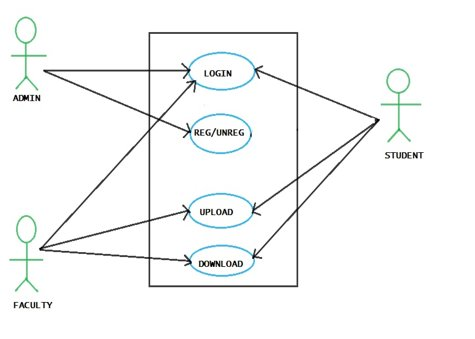 LOGIN
ADMIN
REG/UNREG
STUDENT
UPLOAD
DOWNLOAD
FACULTY